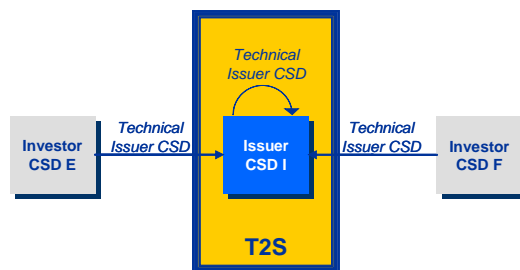 Technical
Issuer CSD
Investor
CSD E
Technical
Issuer CSD
Issuer
CSD I
Technical
Issuer CSD
Investor
CSD F
T2S